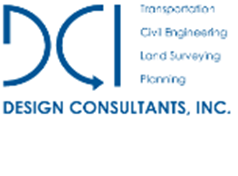 DCI
Transportation
Civil Engineering
Land Surveying
Planning
DESIGN CONSULTANTS, INC.